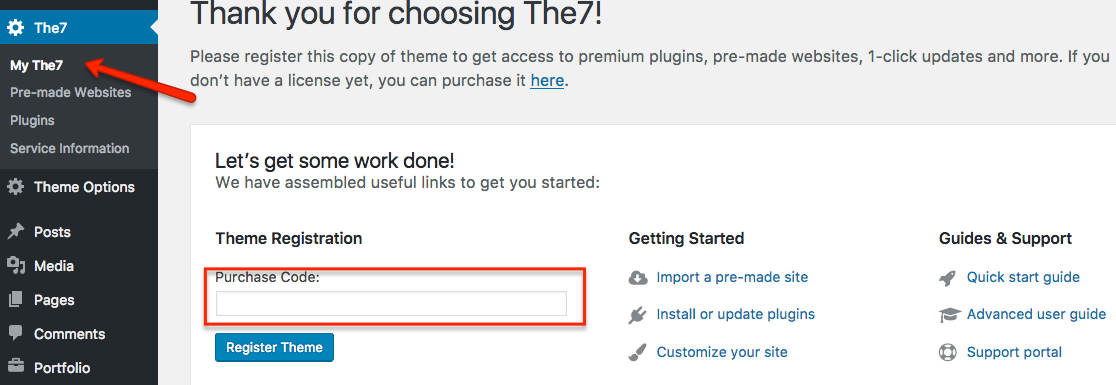 The7
My The7
Pre-made Websites
Plugins
Service Information
Theme Options
Posts
Media
Pages
Comments
Portfolio
Thank you for choosing The7!
Please register this copy of theme to get access to premium plugins, pre-made websites, 1-click updates and more. If you
don't have a license yet, you can purchase it here.
Let's get some work done!
We have assembled useful links to get you started:
Theme Registration
Purchase Code:
Register Theme
Getting Started
Import a pre-made site
Install or update plugins
Customize your site
Guides & Support
Quick start guide
Advanced user guide
Support portal